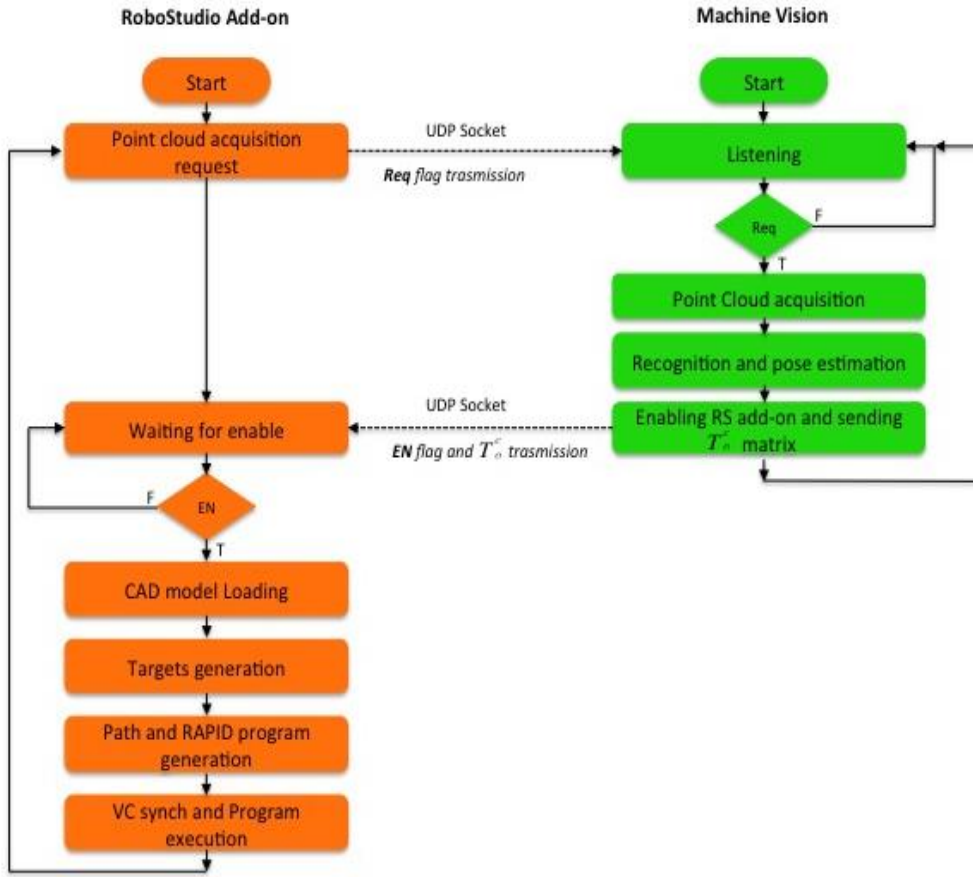 RoboStudio Add-on
Machine Vision
Start
Start
Point cloud acquisition
request
UDP Socket
Req flag trasmission
Listening
Req
F
T
Point Cloud acquisition
Recognition and pose estimation
Enabling RS add-on and sending
T_o^c matrix
UDP Socket
EN flag and T_o^c trasmission
Waiting for enable
EN
F
T
CAD model Loading
Targets generation
Path and RAPID program
generation
VC synch and Program
execution